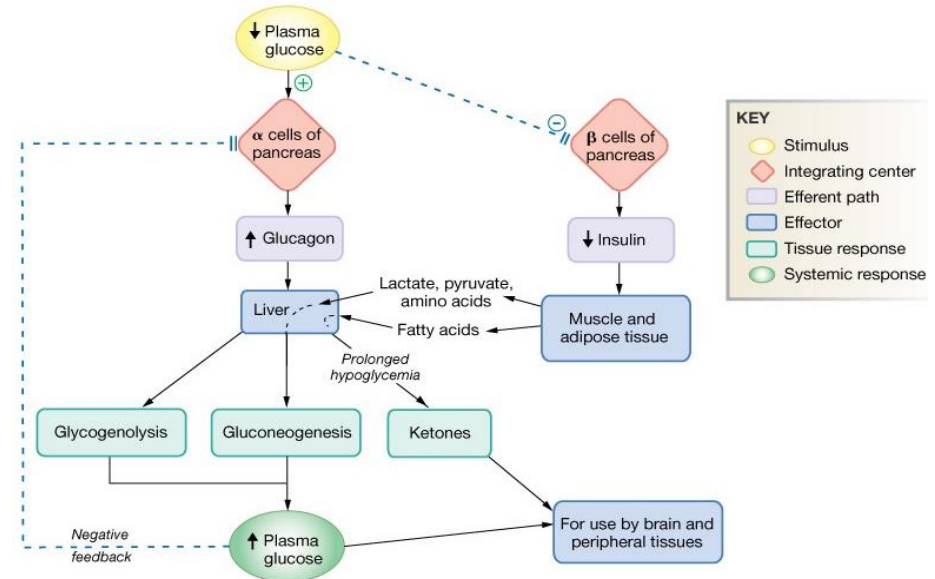 ↓ Plasma
glucose
+
α cells of
pancreas
−
β cells of
pancreas
↑ Glucagon
↓ Insulin
Liver
Lactate, pyruvate,
amino acids
Fatty acids
Muscle and
adipose tissue
Prolonged
hypoglycemia
Glycogenolysis
Gluconeogenesis
Ketones
Negative
feedback
↑ Plasma
glucose
For use by brain and
peripheral tissues
KEY
Stimulus
Integrating center
Efferent path
Effector
Tissue response
Systemic response